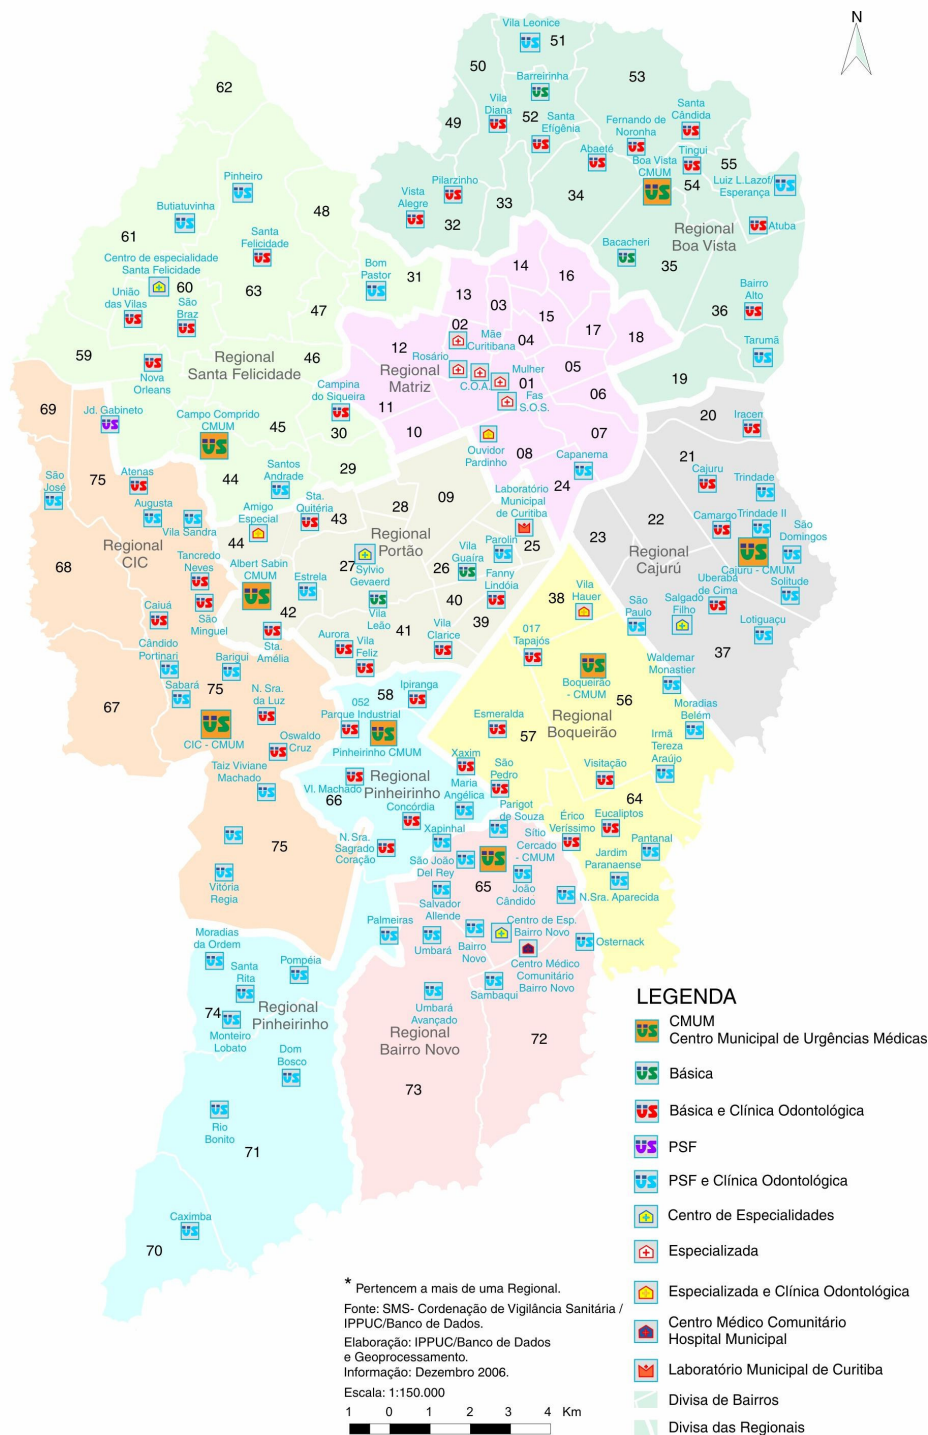 N
Vila Leonice
51
50
53
62
Barreirinha
Vila
Diana
52
49
Santa
Efígênia
Santa
Cândida
Fernando de
Noronha
Abaeté
Tingui
Boa Vista
CMUM
55
54
Luiz L.Lazof/
Esperança
Pinheiro
Pilarzinho
Vista
Alegre
32
33
34
48
Butiatuvinha
61
Santa
Felicidade
Regional
Boa Vista
Atuba
Bacacheri
35
Centro de especialidade
Santa Felicidade
60
63
Bom
Pastor
31
14
16
União
das Vilas
São
Braz
47
13
03
15
Bairro
Alto
36
02
Mãe
Curitibana
04
17
18
Tarumã
59
46
12
Rosário
Regional
Matriz
C.O.A.
Mulher
01
05
19
Nova
Orleans
Regional
Santa Felicidade
Fas
S.O.S.
06
69
Jd. Gabineto
Campo Comprido
CMUM
Campina
do Siqueira
11
20
Iracen
45
30
10
Ouvidor
Pardinho
07
08
São
José
75
Atenas
44
Santos
Andrade
29
Capanema
24
21
Cajuru
Trindade
Augusta
Vila Sandra
Amigo
Especial
Sta.
Quitéria
43
28
09
Laboratório
Municipal
de Curitiba
22
Camargo
Trindade II
São
Domingos
Regional
CIC
44
Regional
Portão
25
Parolin
23
Regional
Cajurú
Cajuru - CMUM
68
Tancredo
Neves
Albert Sabin
CMUM
Estrela
27
Sylvio
Gevaerd
26
Vila
Guaíra
Fanny
Lindóia
38
Vila
Hauer
Uberabá
de Cima
Solitude
Caiuá
São
Minguel
42
Vila
Leão
40
39
São
Paulo
Salgado
Filho
Lotiguaçu
Cândido
Portinari
Barigui
Sta.
Amélia
Aurora
Vila
Feliz
41
Vila
Clarice
017
Tapajós
37
Sabará
75
N. Sra.
da Luz
58
Ipiranga
Boqueirão
- CMUM
Waldemar
Monastier
67
CIC - CMUM
052
Parque Industrial
Pinheirinho CMUM
56
Moradias
Belém
Oswaldo
Cruz
Esmeralda
57
Regional
Boqueirão
Irmã
Tereza
Araújo
Taiz Viviane
Machado
Vl. Machado
66
Regional
Pinheirinho
Xaxim
São
Pedro
Visitação
Maria
Angélica
Parigot
de Souza
64
Concórdia
Érico
Veríssimo
Eucaliptos
75
N.Sra.
Sagrado
Coração
Xapinhal
Sítio
Cercado
- CMUM
Pantanal
São João
Del Rey
Jardim
Paranaense
Vitória
Regia
65
João
Cândido
N.Sra. Aparecida
Salvador
Allende
Palmeiras
Umbará
Bairro
Novo
Centro de Esp.
Bairro Novo
Osternack
Moradias
da Ordem
Centro Médico
Comunitário
Bairro Novo
Pompéia
Santa
Rita
Sambaqui
74
Regional
Pinheirinho
Umbará
Avançado
Monteiro
Lobato
Regional
Bairro Novo
72
Dom
Bosco
73
Rio
Bonito
71
Caximba
70
LEGENDA
CMUM
Centro Municipal de Urgências Médicas
Básica
Básica e Clínica Odontológica
PSF
PSF e Clínica Odontológica
Centro de Especialidades
Especializada
Especializada e Clínica Odontológica
Centro Médico Comunitário
Hospital Municipal
Laboratório Municipal de Curitiba
Divisa de Bairros
Divisa das Regionais
* Pertencem a mais de uma Regional.
Fonte: SMS- Cordenação de Vigilância Sanitária /
IPPUC/Banco de Dados.
Elaboração: IPPUC/Banco de Dados
e Geoprocessamento.
Informação: Dezembro 2006.
Escala: 1:150.000
1 0 1 2 3 4 Km